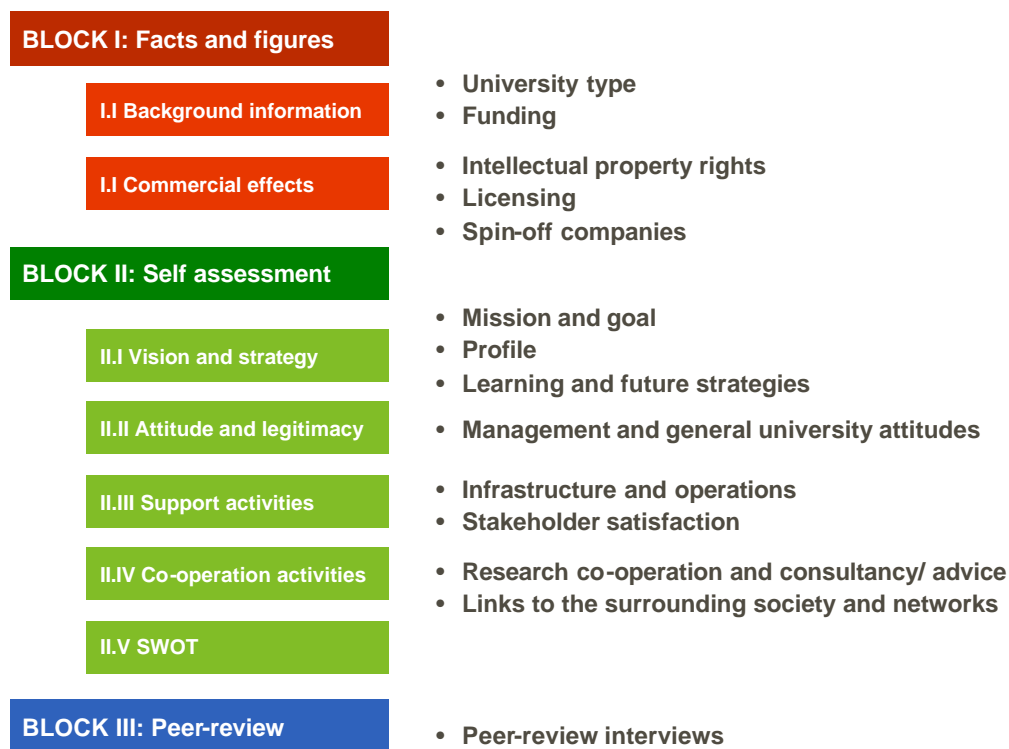 BLOCK I: Facts and figures
I.I Background information
• University type
• Funding
I.I Commercial effects
• Intellectual property rights
• Licensing
• Spin-off companies
BLOCK II: Self assessment
II.I Vision and strategy
• Mission and goal
• Profile
• Learning and future strategies
II.II Attitude and legitimacy
• Management and general university attitudes
II.III Support activities
• Infrastructure and operations
• Stakeholder satisfaction
II.IV Co-operation activities
• Research co-operation and consultancy/ advice
• Links to the surrounding society and networks
II.V SWOT
BLOCK III: Peer-review
• Peer-review interviews